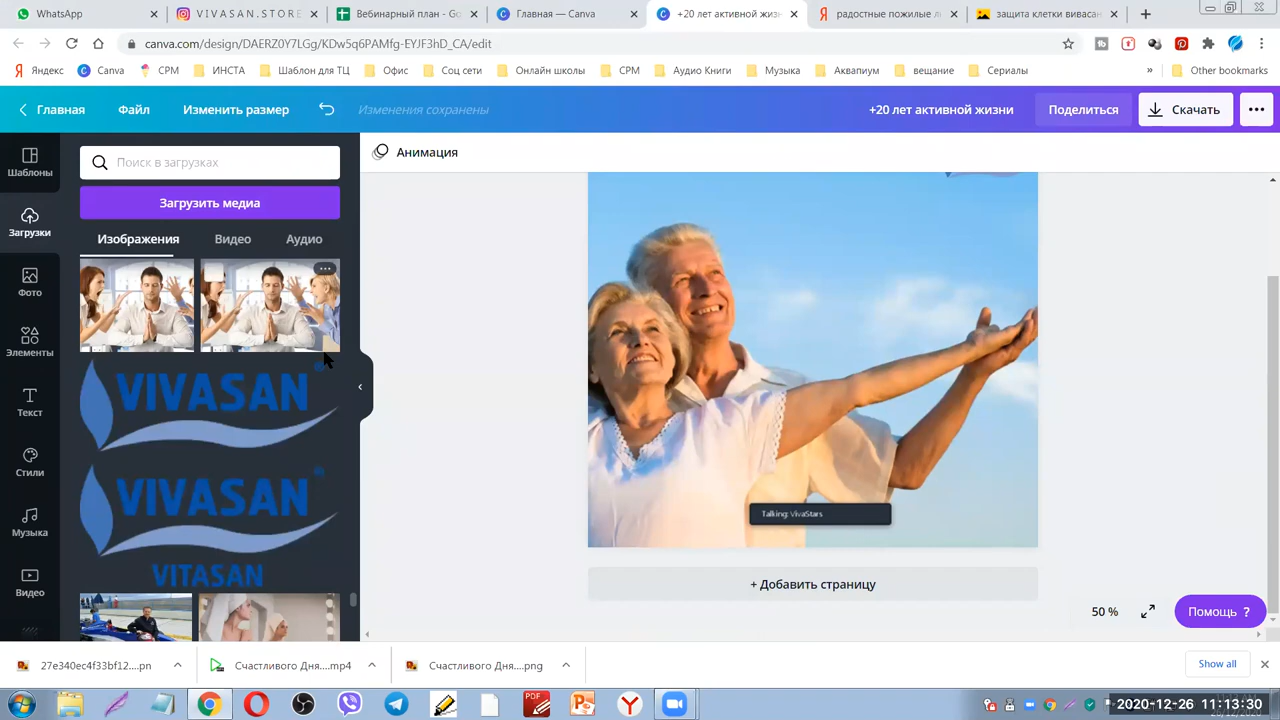 WhatsApp
V I V A S A N . S T O R E
Вебинарный план - Go
Главная — Canva
+20 лет активной жизн
радостные пожилые л
защита клетки вивасан
canva.com/design/DAERZ0Y7LGg/KDw5q6PAMfg-EYJF3hD_CA/edit
Яндекс
Canva
СРМ
ИНСТА
Шаблон для ТЦ
Офис
Соц сети
Онлайн школы
СРМ
Аудио Книги
Музыка
Аквапиум
вещание
Сериалы
»
Other bookmarks
Главная
Файл
Изменить размер
Изменения сохранены
+20 лет активной жизни
Поделиться
Скачать
Шаблоны
Загрузки
Фото
Элементы
Текст
Стили
Музыка
Видео
Поиск в загрузках
Загрузить медиа
Изображения
Видео
Аудио
VIVASAN
VIVASAN
VITASAN
Анимация
Talking: VivaStars
+ Добавить страницу
50 %
Помощь ?
27e340ec4f33bf12....pn
Счастливого Дня....mp4
Счастливого Дня....png
Show all
PDF
2020-12-26 11:13:30